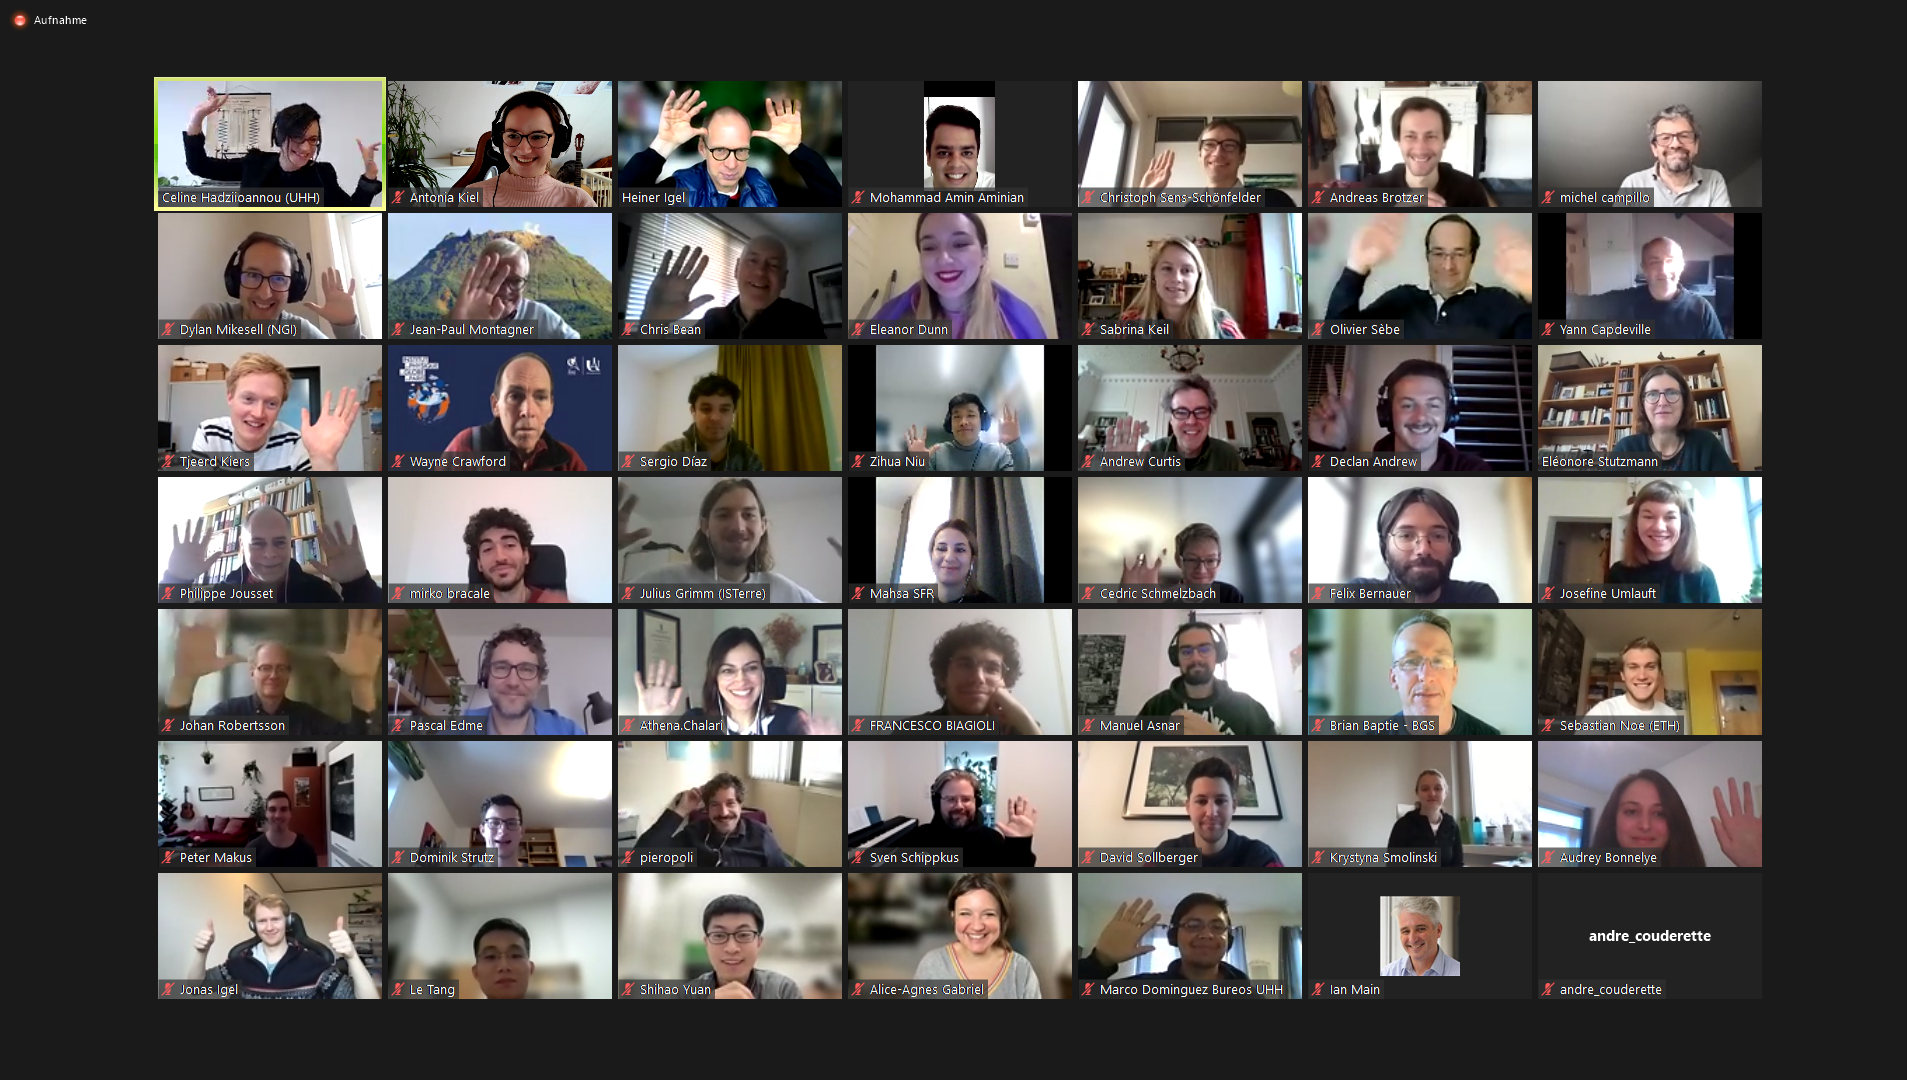 Aufnahme
Celine Hadziioannou (UHH)
Antonia Kiel
Heiner Igel
Mohammad Amin Aminian
Christoph Sens-Schönfelder
Andreas Brotzer
michel campillo
Dylan Mikesell (NGI)
Jean-Paul Montagner
Chris Bean
Eleanor Dunn
Sabrina Keil
Olivier Sèbe
Yann Capdeville
Tjeerd Kiers
Wayne Crawford
Sergio Díaz
Zihua Niu
Andrew Curtis
Declan Andrew
Eléonore Stutzmann
Philippe Jousset
mirko bracale
Julius Grimm (ISTerre)
Mahsa SFR
Cedric Schmelzbach
Felix Bernauer
Josefine Umlauft
Johan Robertsson
Pascal Edme
Athena.Chalari
FRANCESCO BIAGIOLI
Manuel Asnar
Brian Baptie - BGS
Sebastian Noe (ETH)
Peter Makus
Dominik Strutz
pieropoli
Sven Schippkus
David Sollberger
Krystyna Smolinski
Audrey Bonnelye
Jonas Igel
Le Tang
Shihao Yuan
Alice-Agnes Gabriel
Marco Dominguez Bureos UHH
Ian Main
andre_couderette
andre_couderette